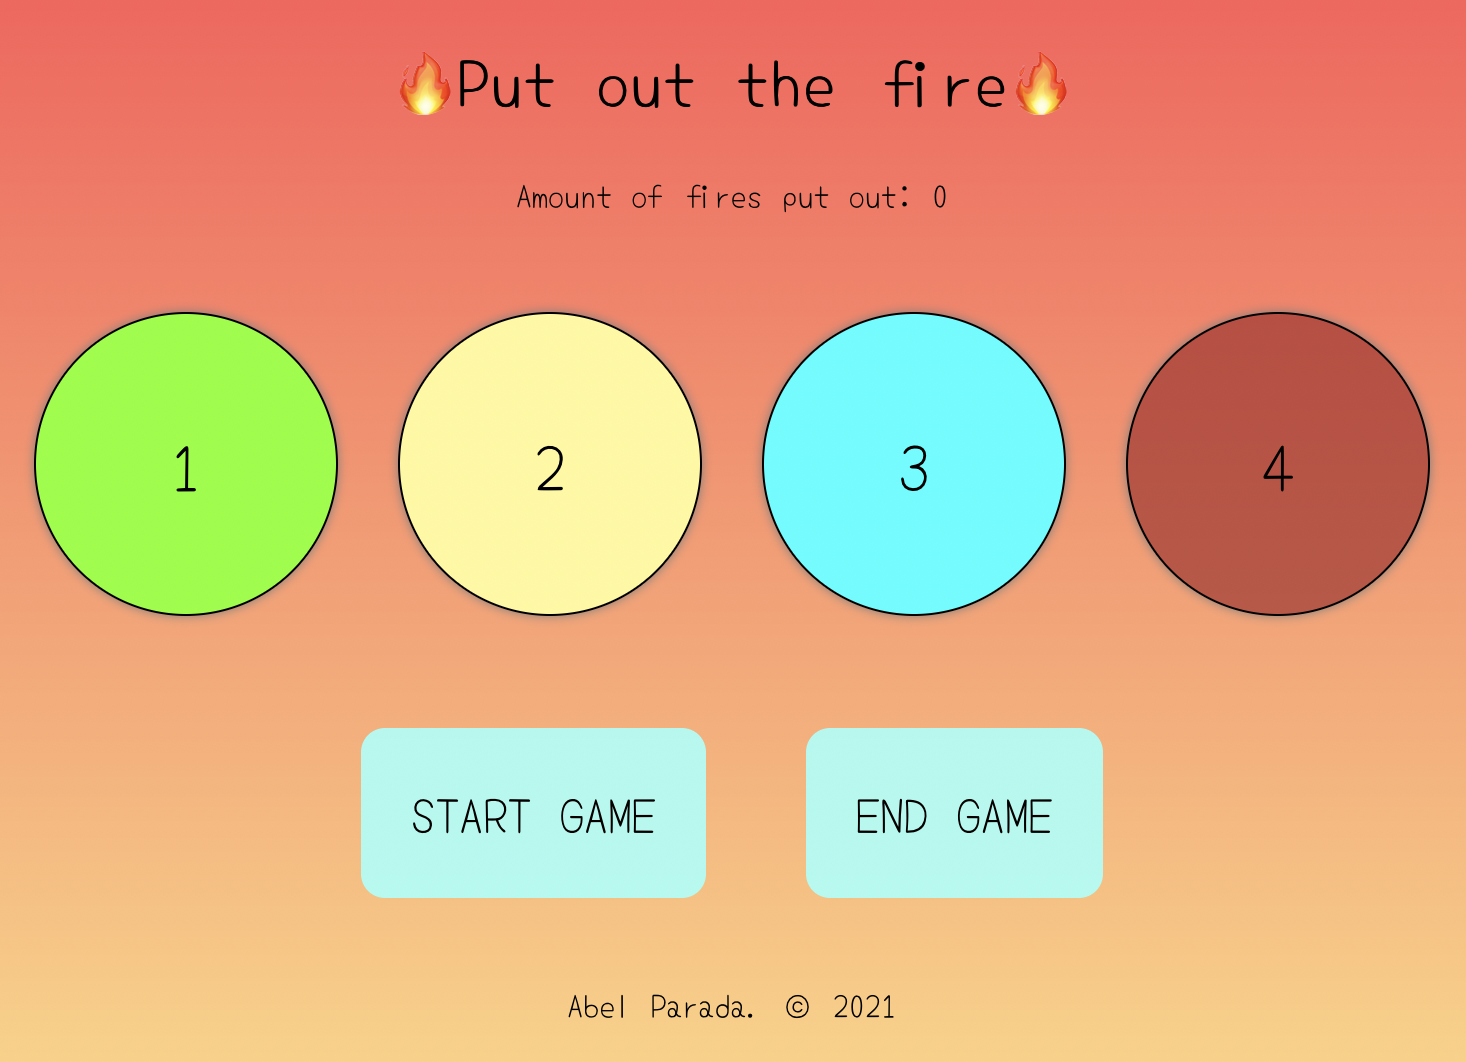 🔥Put out the fire🔥
Amount of fires put out: 0
1 2 3 4
START GAME END GAME
Abel Parada. © 2021